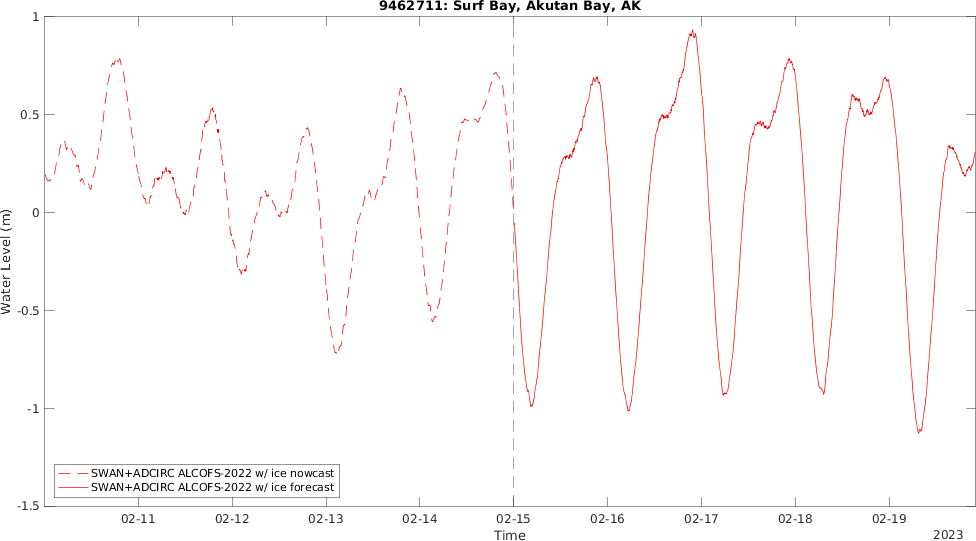 9462711: Surf Bay, Akutan Bay, AK
Water Level (m)
1
0.5
0
-0.5
-1
-1.5
SWAN+ADCIRC ALCOFS-2022 w/ ice nowcast
SWAN+ADCIRC ALCOFS-2022 w/ ice forecast
02-11 02-12 02-13 02-14 02-15 02-16 02-17 02-18 02-19
Time
2023